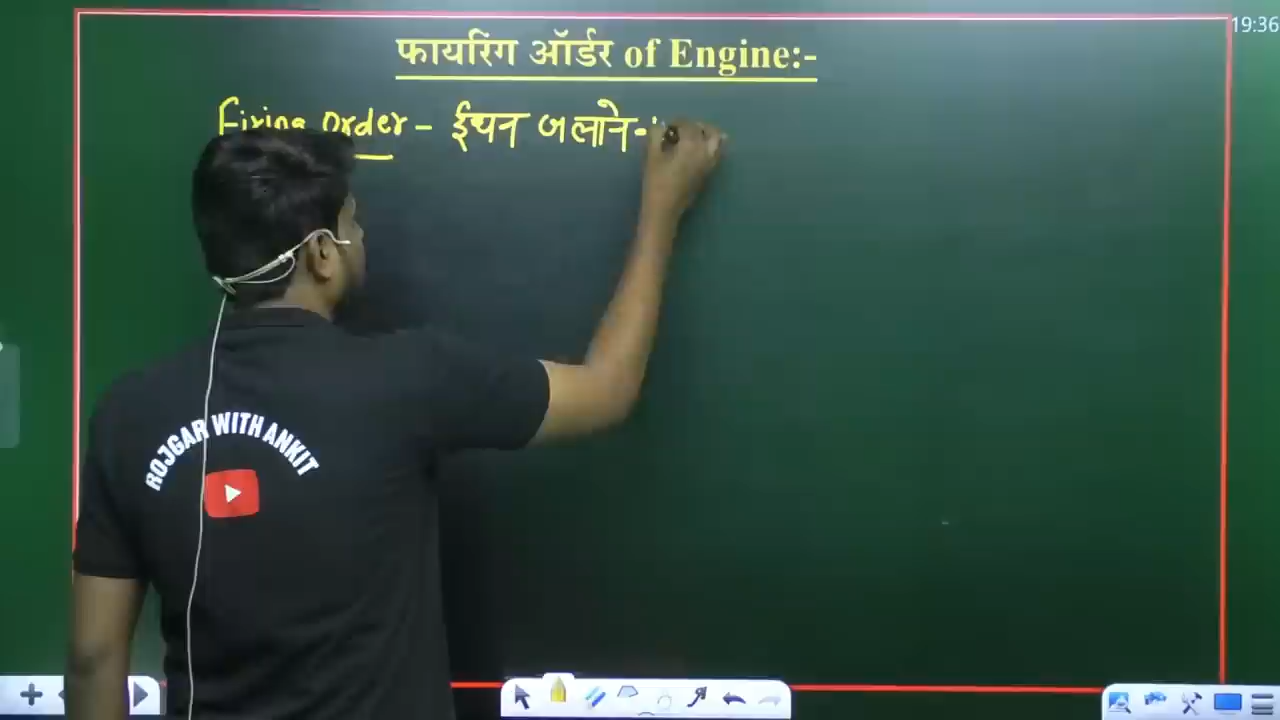 19:36
फायरिंग ऑर्डर of Engine:-
Firing Order - ईंधन जलाने
ROJGAR WITH ANKIT